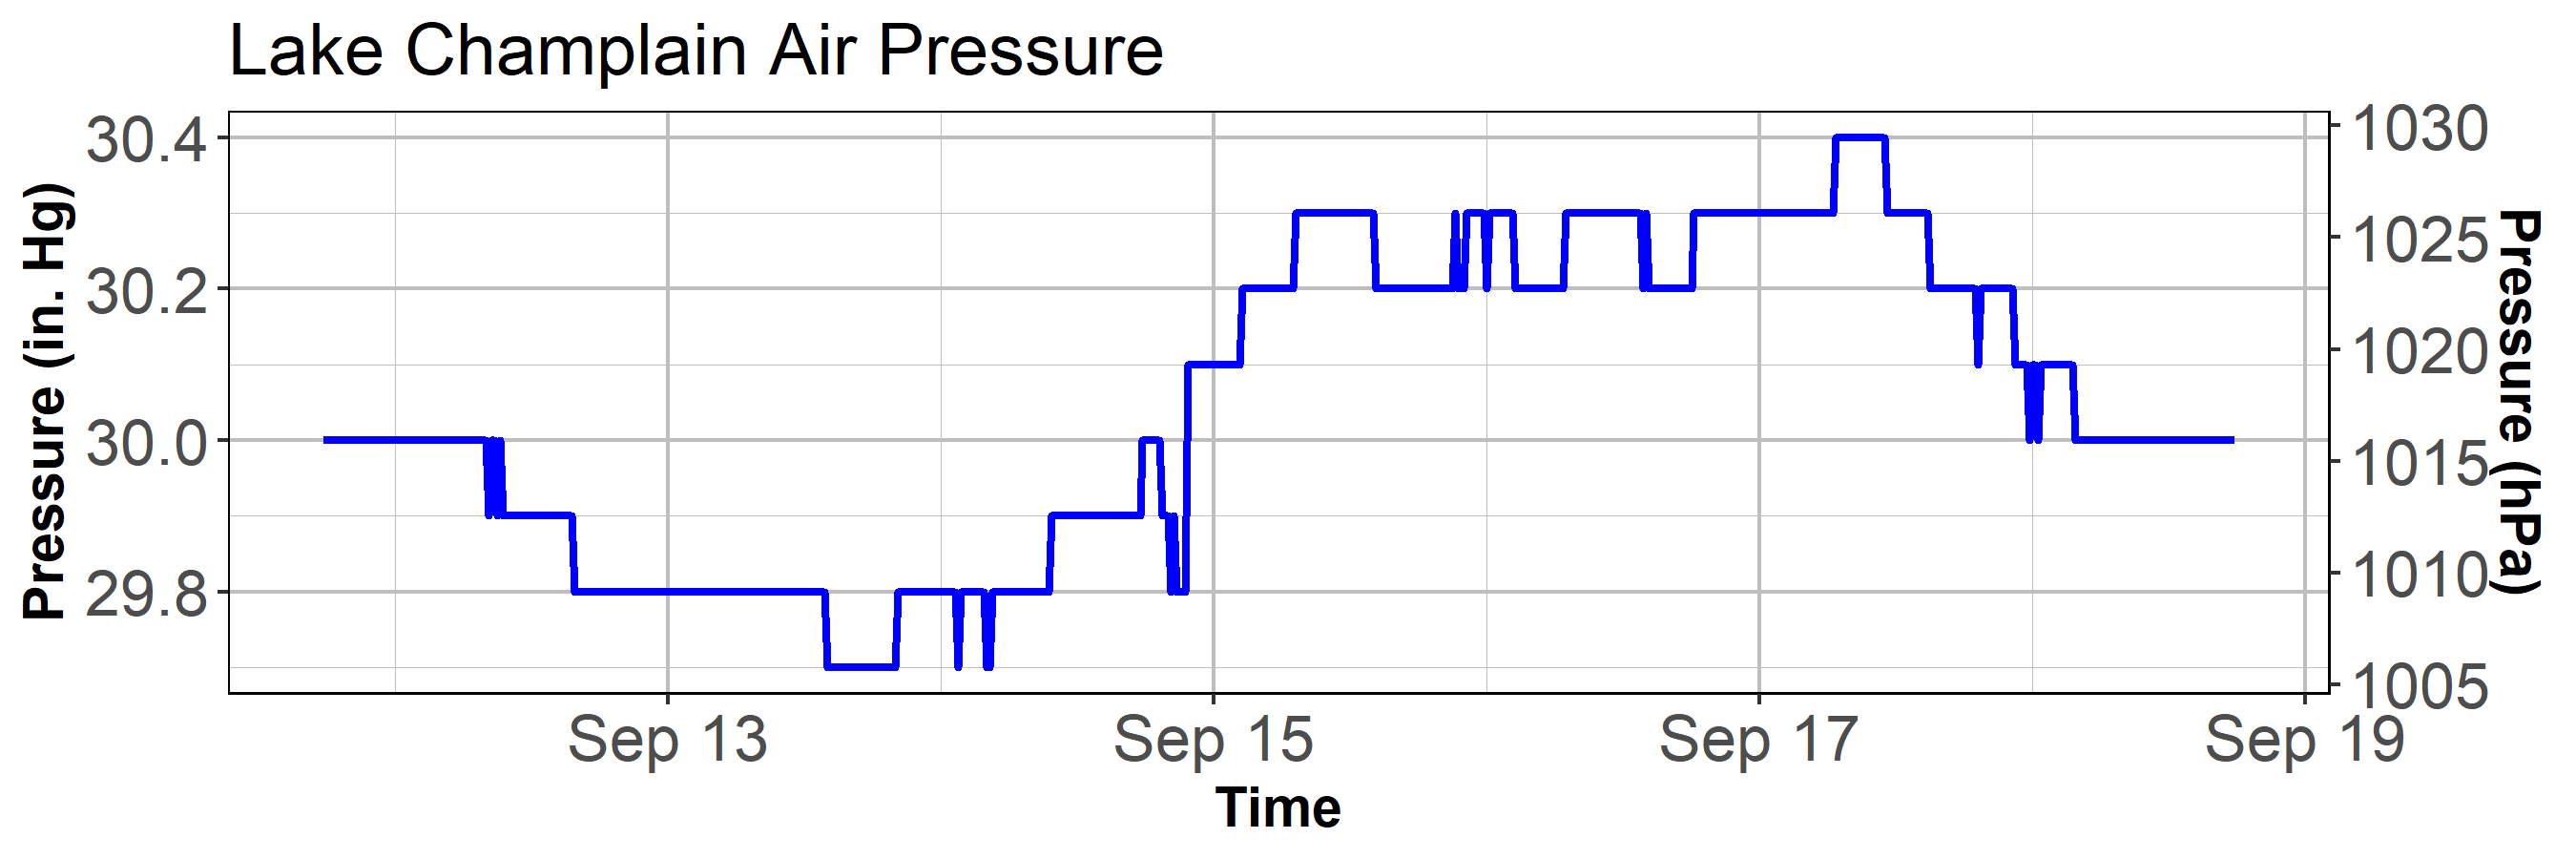 Lake Champlain Air Pressure
Pressure (in. Hg)
30.4
30.2
30.0
29.8
1030
1025
1020
1015
1010
1005
Pressure (hPa)
Sep 13
Sep 15
Sep 17
Sep 19
Time